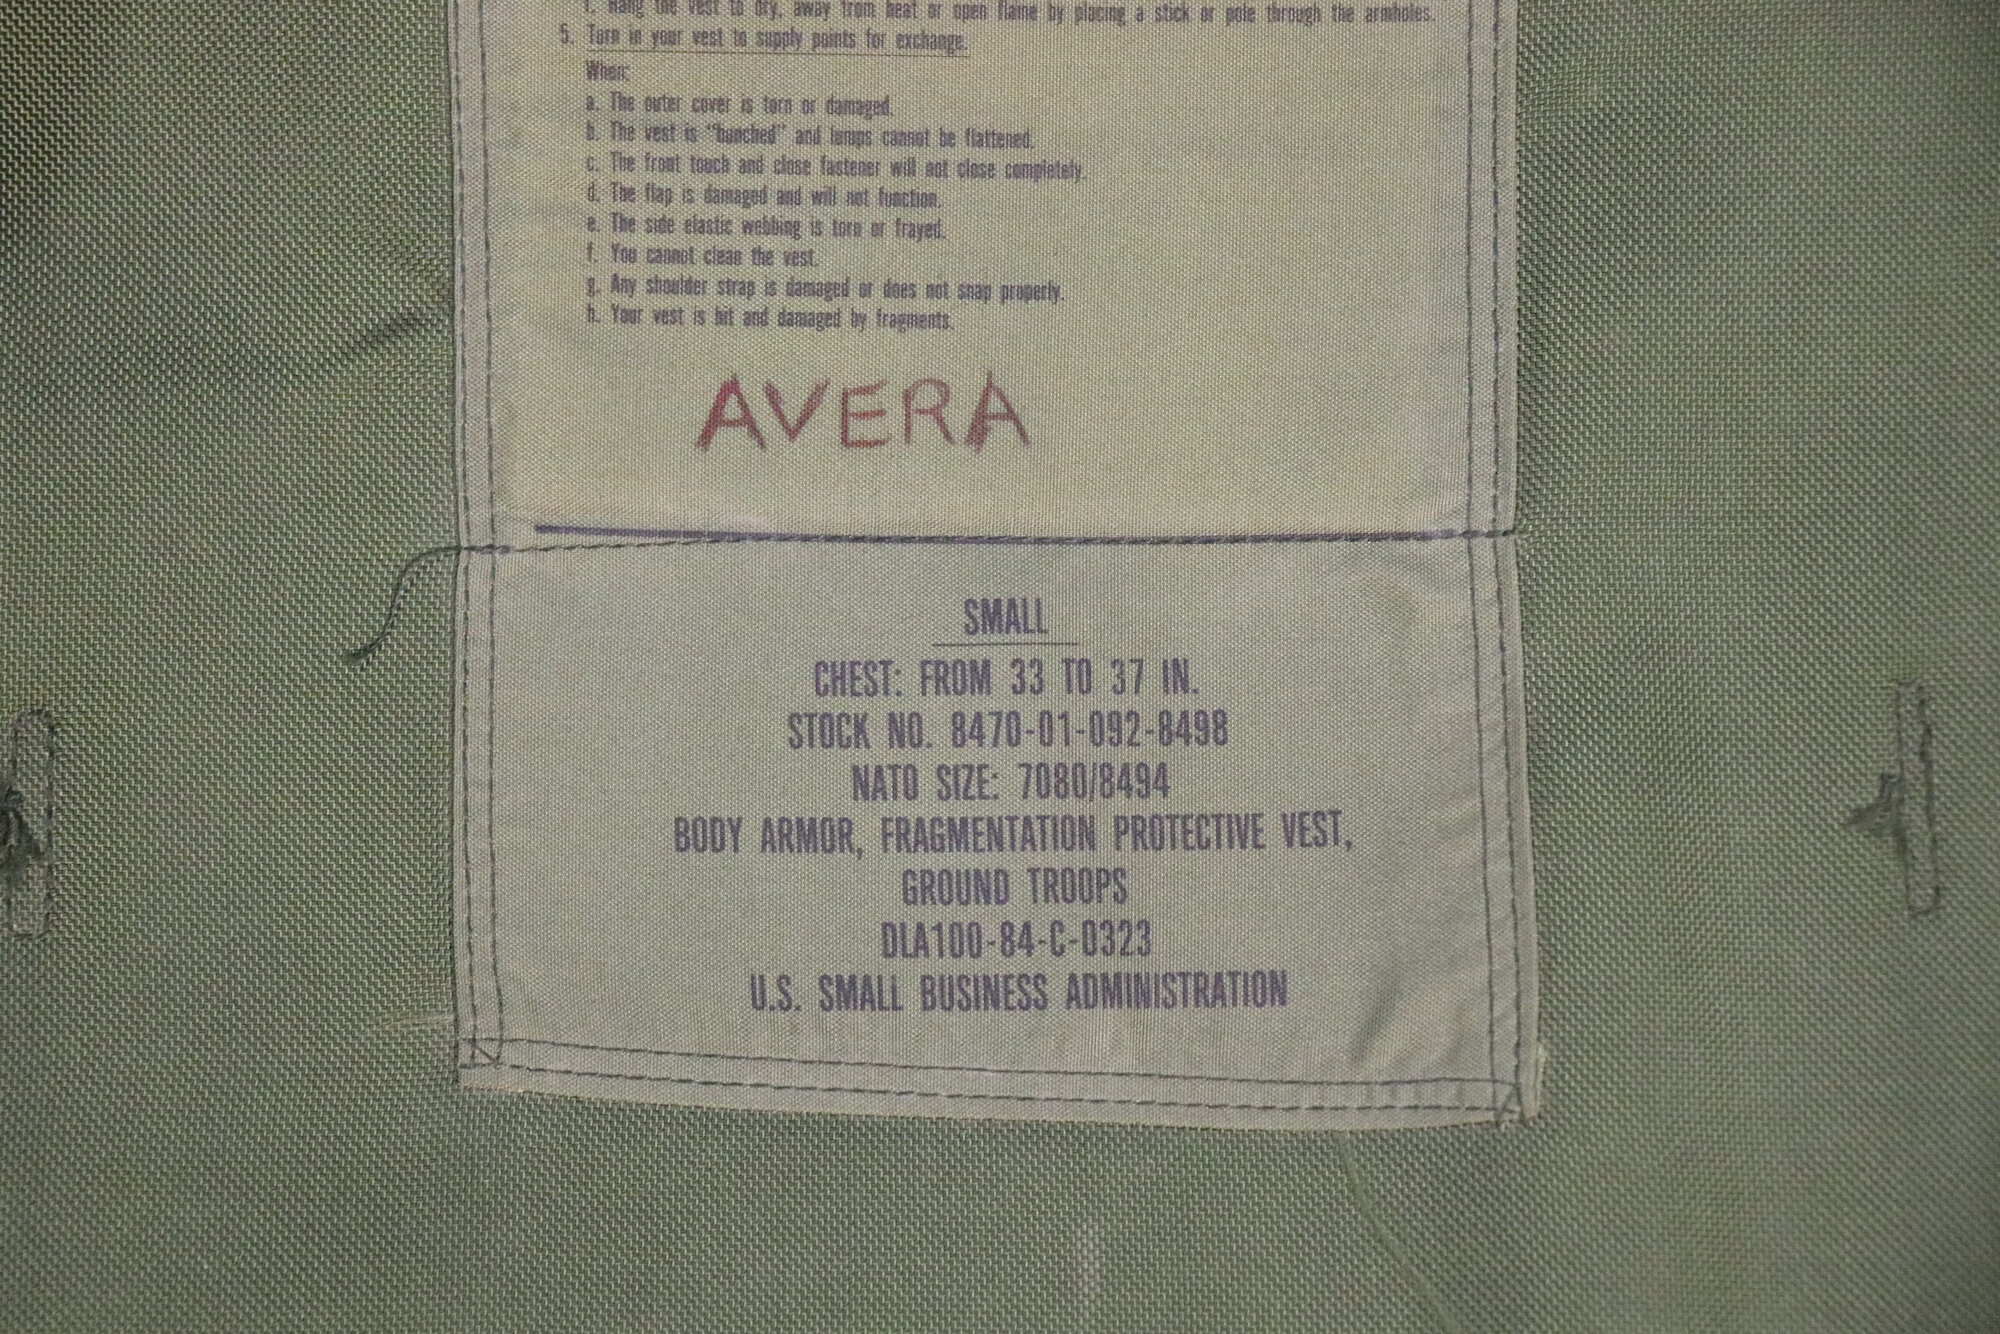 f. Hang the vest to dry, away from heat or open flame by placing a stick or pole through the armholes.
5. Turn in your vest to supply points for exchange.
When:
a. The outer cover is torn or damaged.
b. The vest is "bunched" and lumps cannot be flattened.
c. The front touch and close fastener will not close completely.
d. The flap is damaged and will not function.
e. The side elastic webbing is torn or frayed.
f. You cannot clean the vest.
g. Any shoulder strap is damaged or does not snap properly.
h. Your vest is hit and damaged by fragments.
AVERA
SMALL
CHEST: FROM 33 TO 37 IN.
STOCK NO. 8470-01-092-8498
NATO SIZE: 7080/8494
BODY ARMOR, FRAGMENTATION PROTECTIVE VEST,
GROUND TROOPS
DLA100-84-C-0323
U.S. SMALL BUSINESS ADMINISTRATION